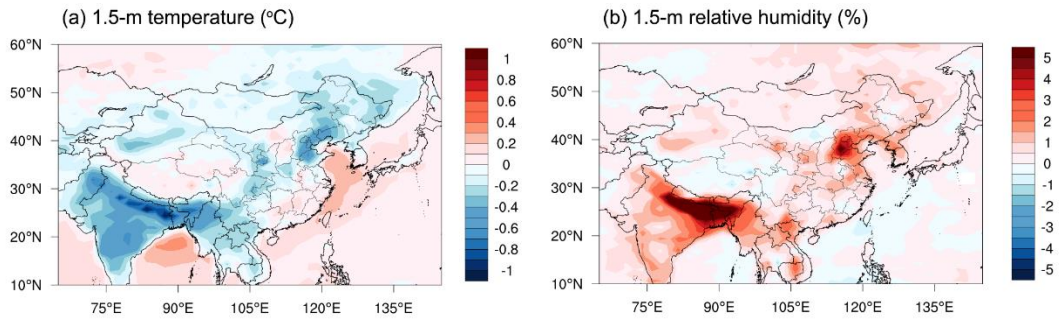 (a) 1.5-m temperature (°C)
60°N
50°N
40°N
30°N
20°N
10°N
75°E 90°E 105°E 120°E 135°E
1
0.8
0.6
0.4
0.2
0
-0.2
-0.4
-0.6
-0.8
-1
(b) 1.5-m relative humidity (%)
60°N
50°N
40°N
30°N
20°N
10°N
75°E 90°E 105°E 120°E 135°E
5
4
3
2
1
0
-1
-2
-3
-4
-5